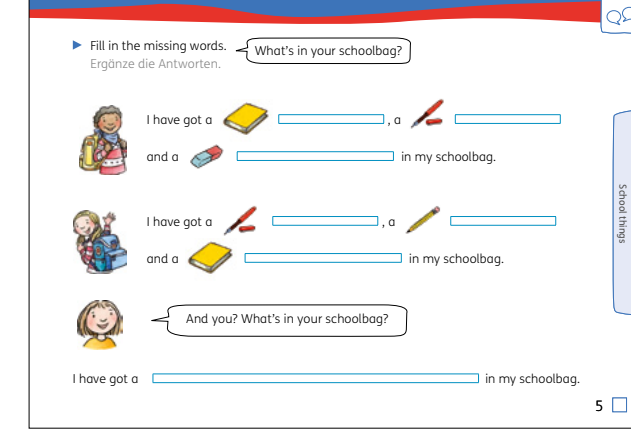 Fill in the missing words.
Ergänze die Antworten.
What's in your schoolbag?
I have got a , a
and a in my schoolbag.
I have got a , a
and a in my schoolbag.
And you? What's in your schoolbag?
I have got a in my schoolbag.
School things
5